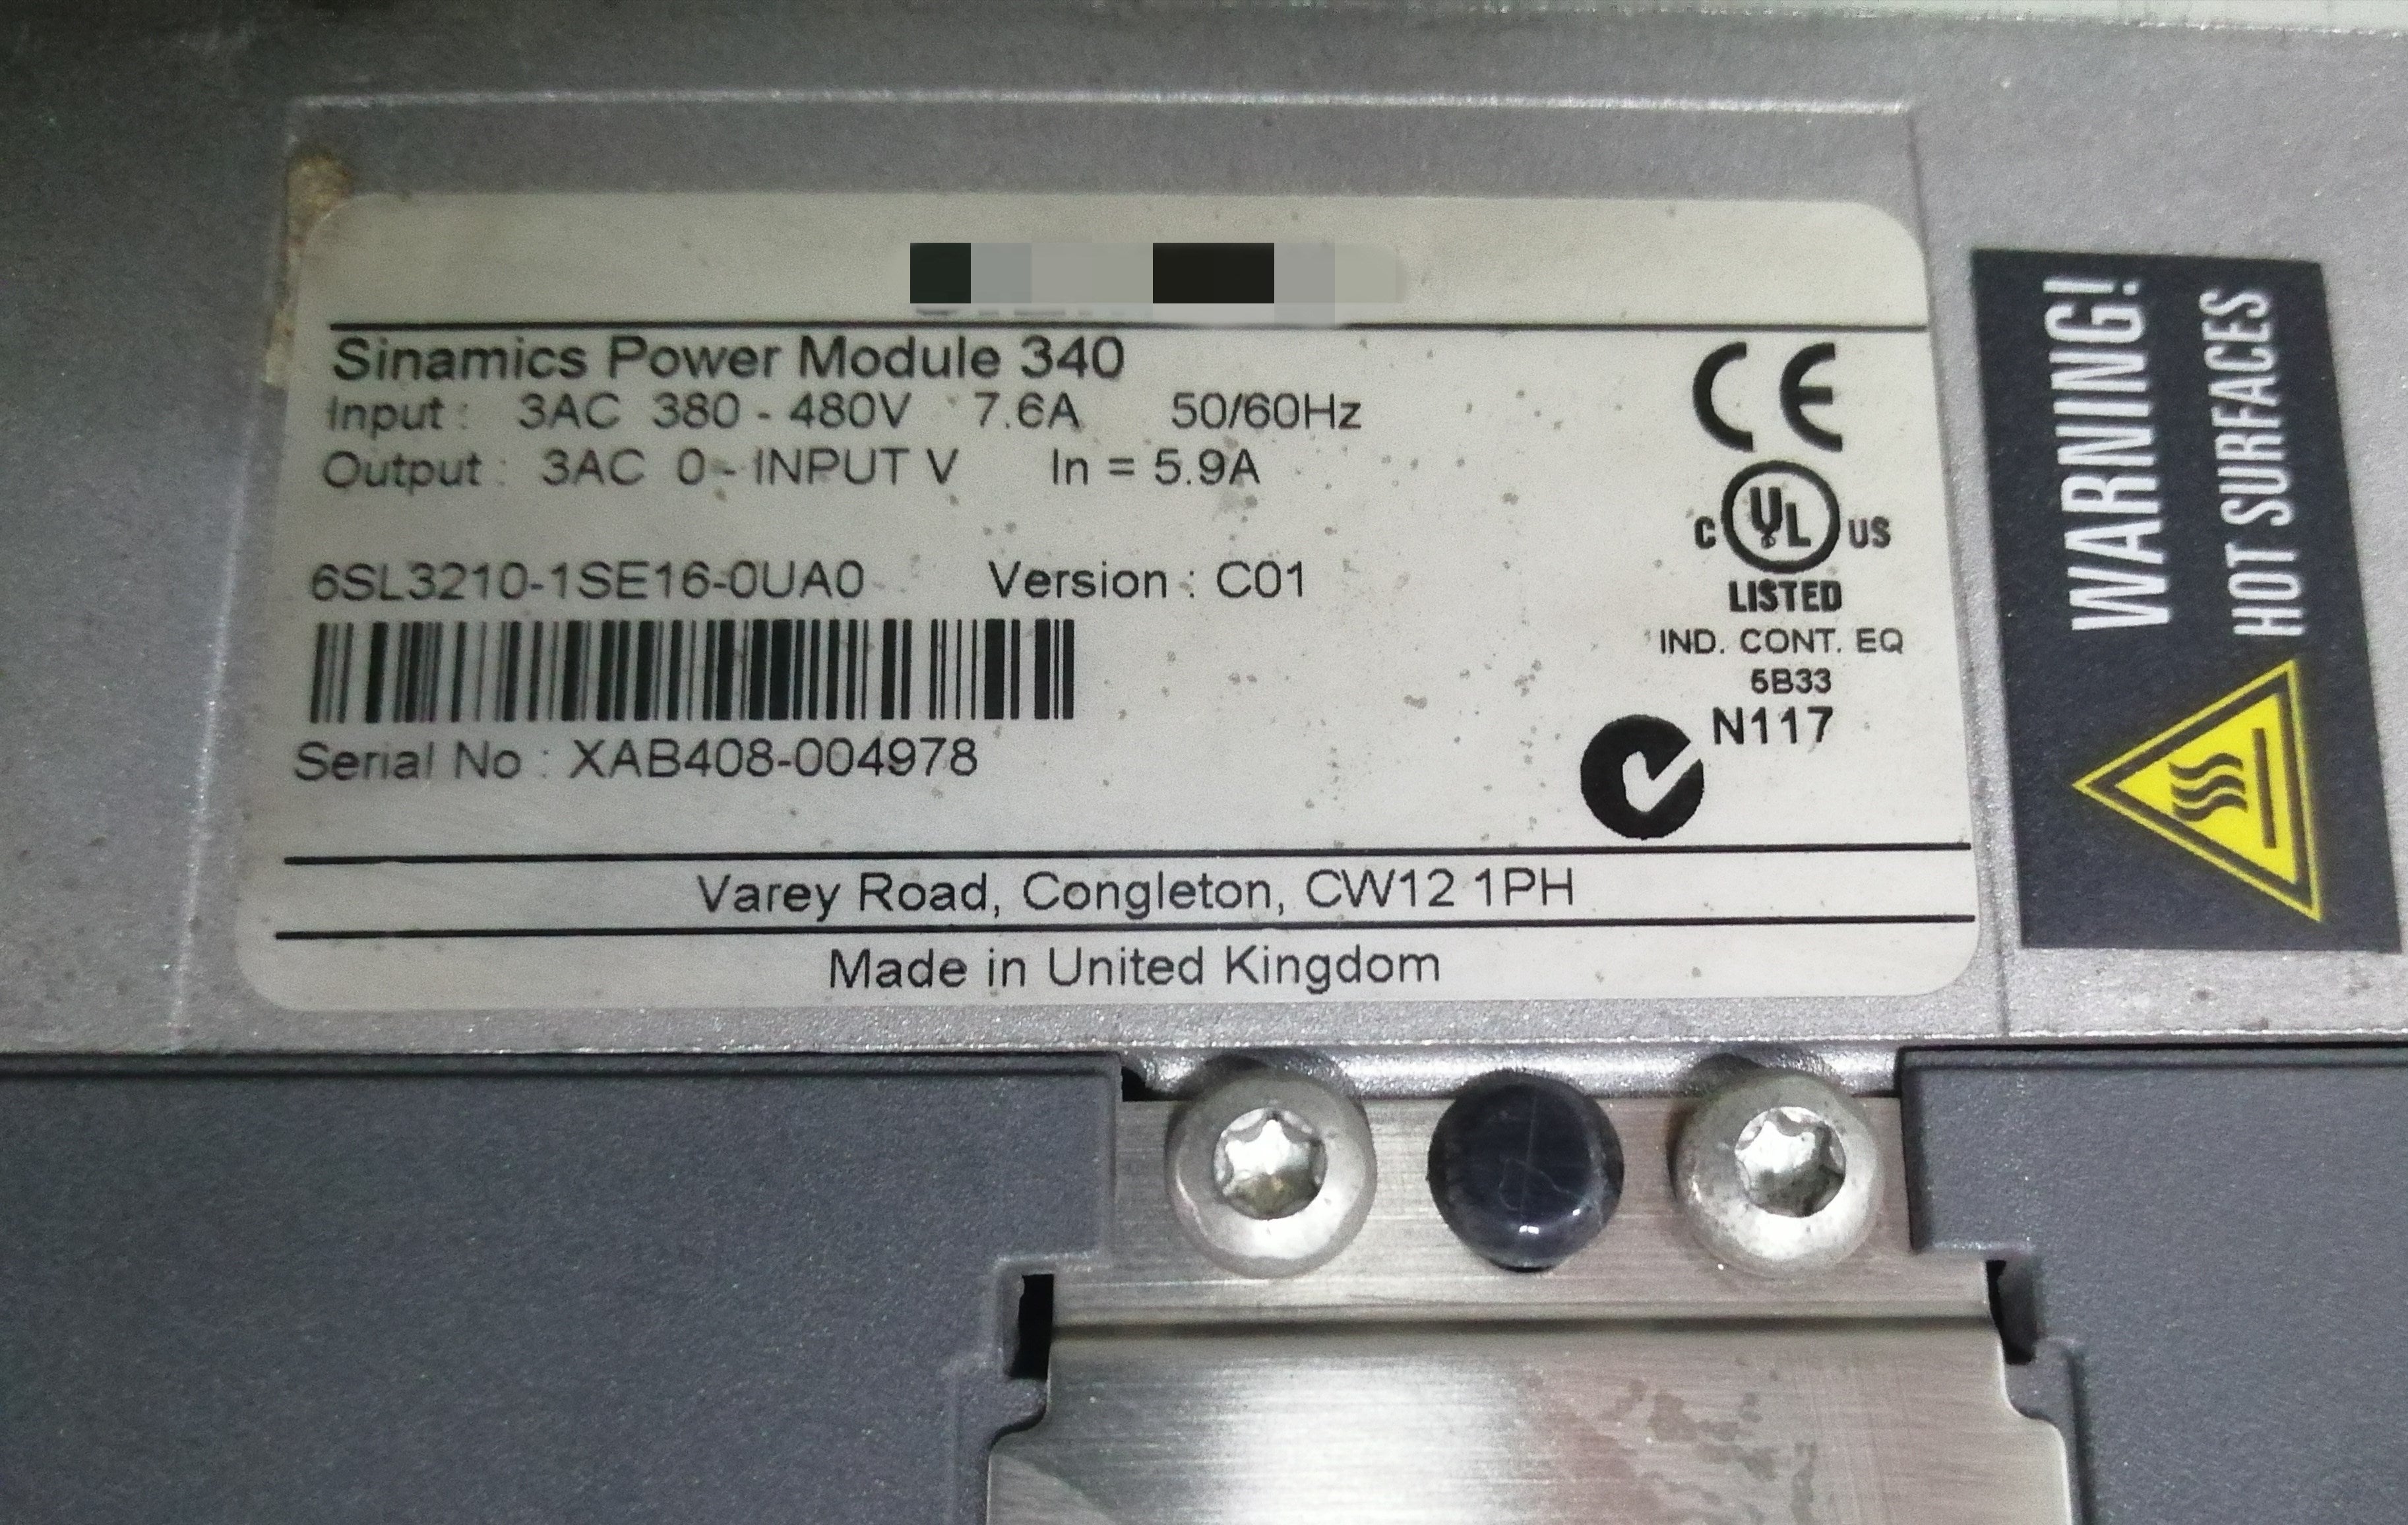 Sinamics Power Module 340
Input : 3AC 380 - 480V 7.6A 50/60Hz
Output : 3AC 0 - INPUT V In = 5.9A
6SL3210-1SE16-0UA0 Version : C01
Serial No : XAB408-004978
CE
C UL US
LISTED
IND. CONT. EQ
5B33
N117
Varey Road, Congleton, CW12 1PH
Made in United Kingdom
WARNING!
HOT SURFACES